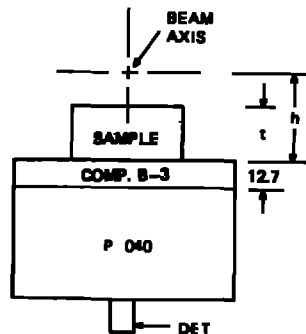 BEAM
AXIS
h
t
SAMPLE
COMP. B-3
12.7
P 040
DET